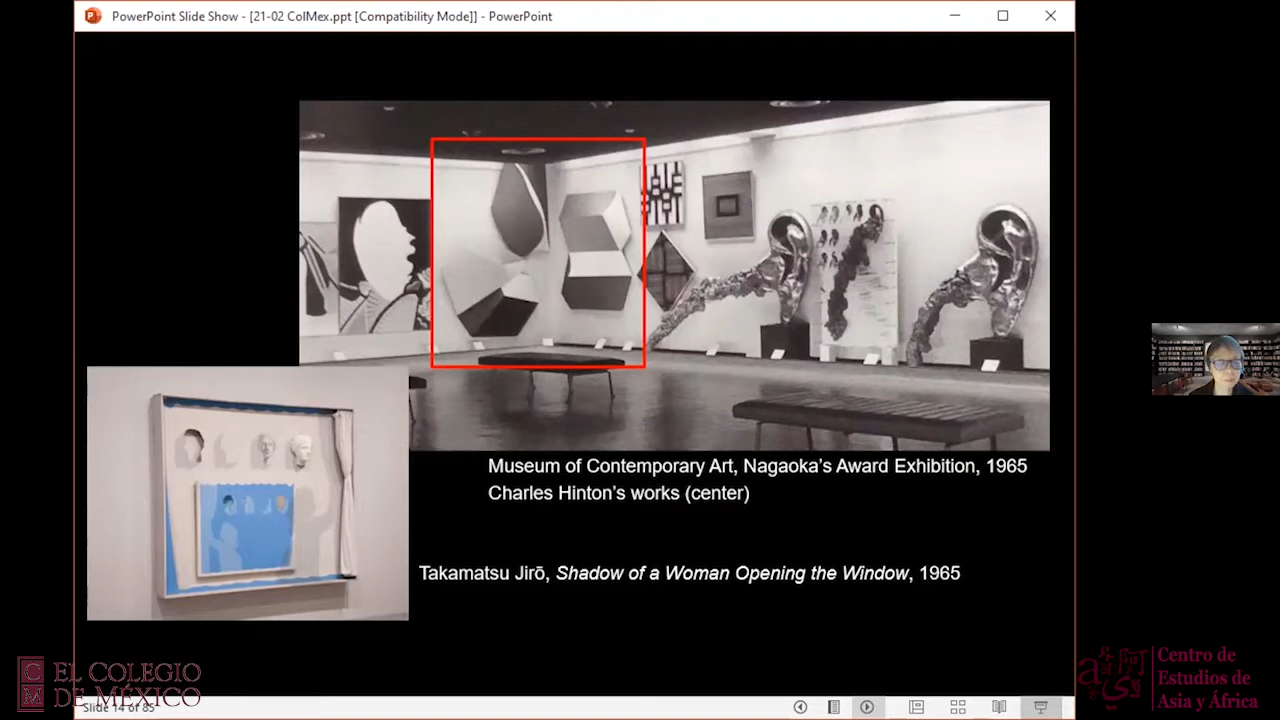 PowerPoint Slide Show - [21-02 ColMex.ppt [Compatibility Mode]] - PowerPoint
Museum of Contemporary Art, Nagaoka's Award Exhibition, 1965
Charles Hinton's works (center)
Takamatsu Jirō, Shadow of a Woman Opening the Window, 1965
C
M
EL COLEGIO
DE MÉXICO
Slide 14 of 85
Centro de
Estudios de
Asia y África